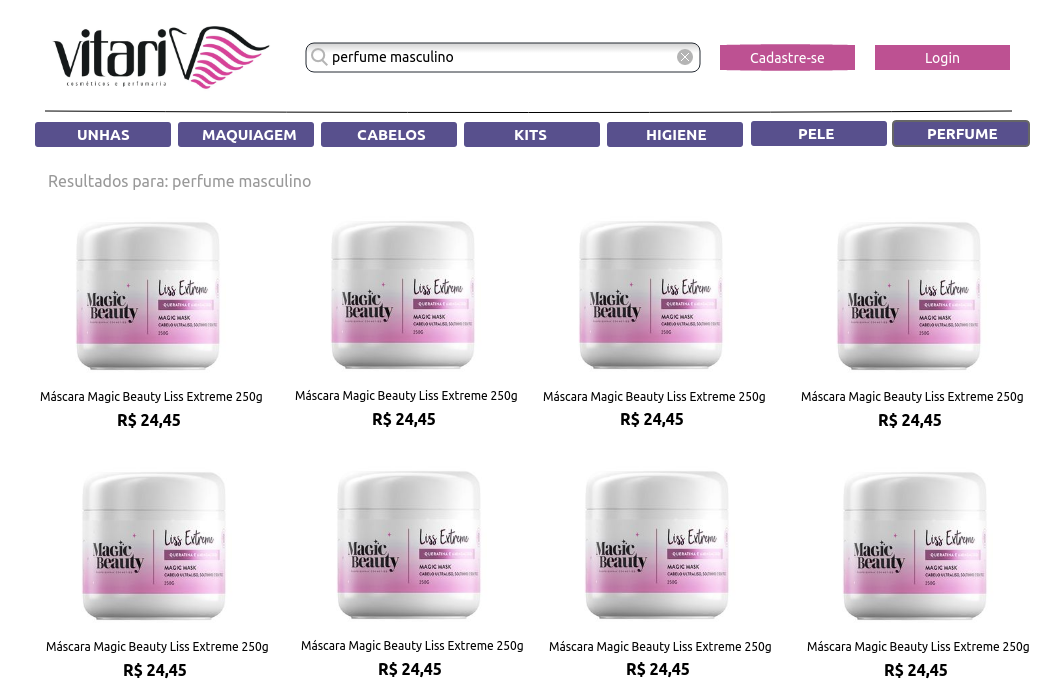 vitari
cosméticos e perfumaria
perfume masculino
Cadastre-se
Login
UNHAS
MAQUIAGEM
CABELOS
KITS
HIGIENE
PELE
PERFUME
Resultados para: perfume masculino
Magic Beauty
Liss Extreme
MAGIC MASK
250G
Magic Beauty
Liss Extreme
MAGIC MASK
250G
Magic Beauty
Liss Extreme
MAGIC MASK
250G
Magic Beauty
Liss Extreme
MAGIC MASK
250G
Máscara Magic Beauty Liss Extreme 250g
Máscara Magic Beauty Liss Extreme 250g
Máscara Magic Beauty Liss Extreme 250g
Máscara Magic Beauty Liss Extreme 250g
R$ 24,45
R$ 24,45
R$ 24,45
R$ 24,45
Magic Beauty
Liss Extreme
MAGIC MASK
250G
Magic Beauty
Liss Extreme
MAGIC MASK
250G
Magic Beauty
Liss Extreme
MAGIC MASK
250G
Magic Beauty
Liss Extreme
MAGIC MASK
250G
Máscara Magic Beauty Liss Extreme 250g
Máscara Magic Beauty Liss Extreme 250g
Máscara Magic Beauty Liss Extreme 250g
Máscara Magic Beauty Liss Extreme 250g
R$ 24,45
R$ 24,45
R$ 24,45
R$ 24,45